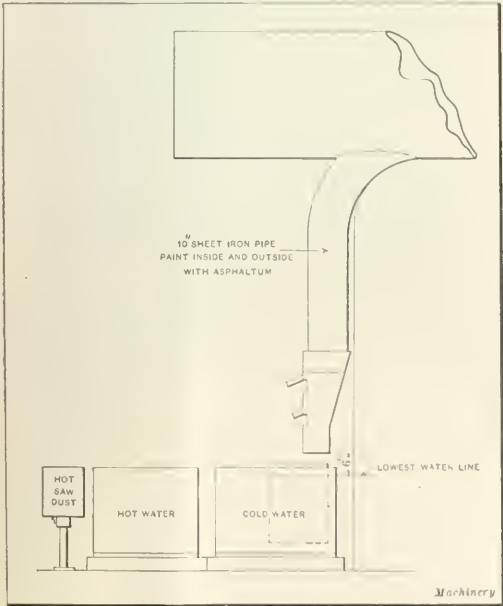 10" SHEET IRON PIPE
PAINT INSIDE AND OUTSIDE
WITH ASPHALTUM
6"
LOWEST WATER LINE
HOT
SAW
DUST
HOT WATER
COLD WATER
Machinery